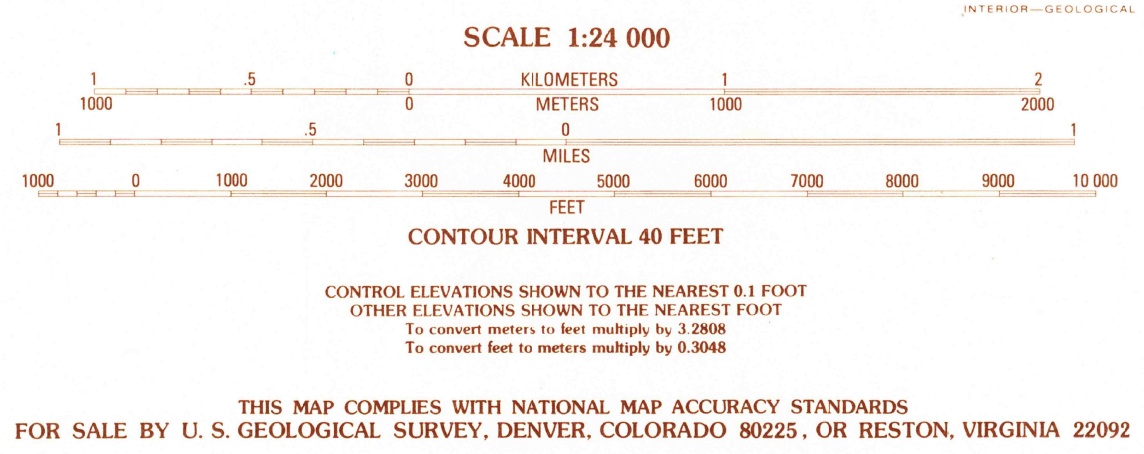 INTERIOR—GEOLOGICAL
SCALE 1:24 000
1 .5 0 KILOMETERS 1 2
1000 0 METERS 1000 2000
1 .5 0 1
MILES
1000 0 1000 2000 3000 4000 5000 6000 7000 8000 9000 10 000
FEET
CONTOUR INTERVAL 40 FEET
CONTROL ELEVATIONS SHOWN TO THE NEAREST 0.1 FOOT
OTHER ELEVATIONS SHOWN TO THE NEAREST FOOT
To convert meters to feet multiply by 3.2808
To convert feet to meters multiply by 0.3048
THIS MAP COMPLIES WITH NATIONAL MAP ACCURACY STANDARDS
FOR SALE BY U. S. GEOLOGICAL SURVEY, DENVER, COLORADO 80225, OR RESTON, VIRGINIA 22092